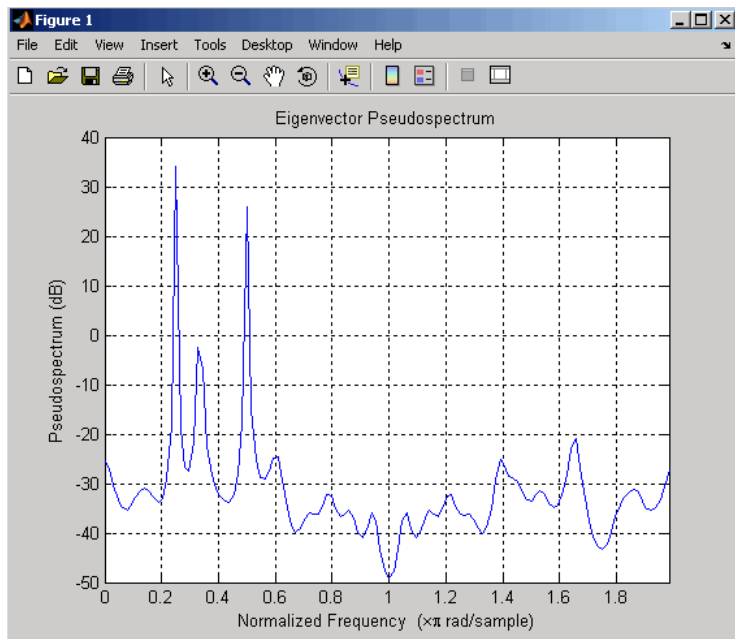 Figure 1
File Edit View Insert Tools Desktop Window Help
Eigenvector Pseudospectrum
40
30
20
10
0
-10
-20
-30
-40
-50
Pseudospectrum (dB)
0 0.2 0.4 0.6 0.8 1 1.2 1.4 1.6 1.8
Normalized Frequency (×π rad/sample)